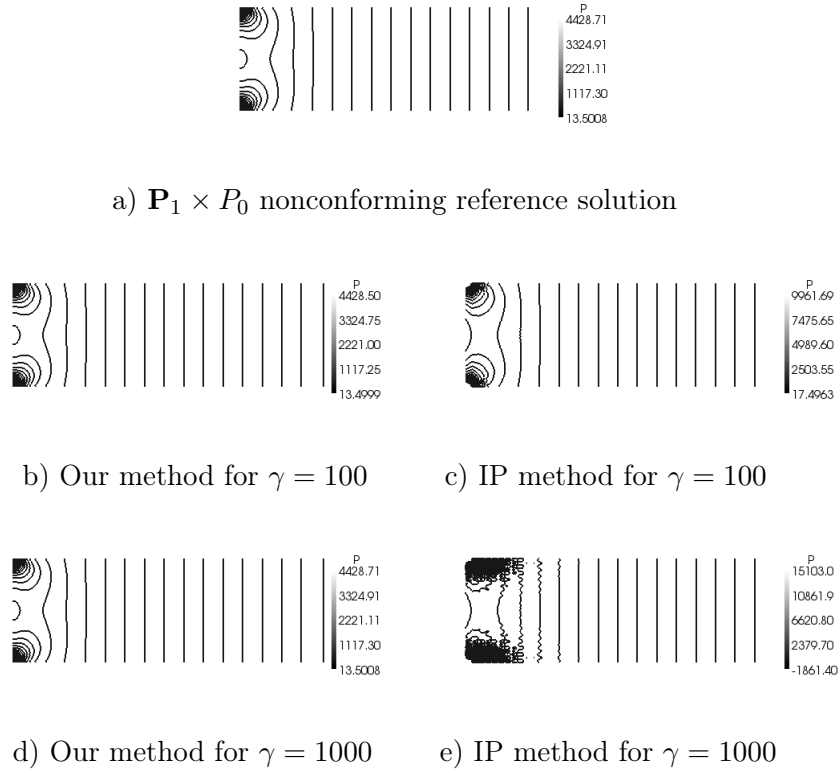 P
4428.71
3324.91
2221.11
1117.30
13.5008
a) P₁ × P₀ nonconforming reference solution
P
4428.50
3324.75
2221.00
1117.25
13.4999
P
9961.69
7475.65
4989.60
2503.55
17.4963
b) Our method for γ = 100
c) IP method for γ = 100
P
4428.71
3324.91
2221.11
1117.30
13.5008
P
15103.0
10861.9
6620.80
2379.70
-1861.40
d) Our method for γ = 1000
e) IP method for γ = 1000